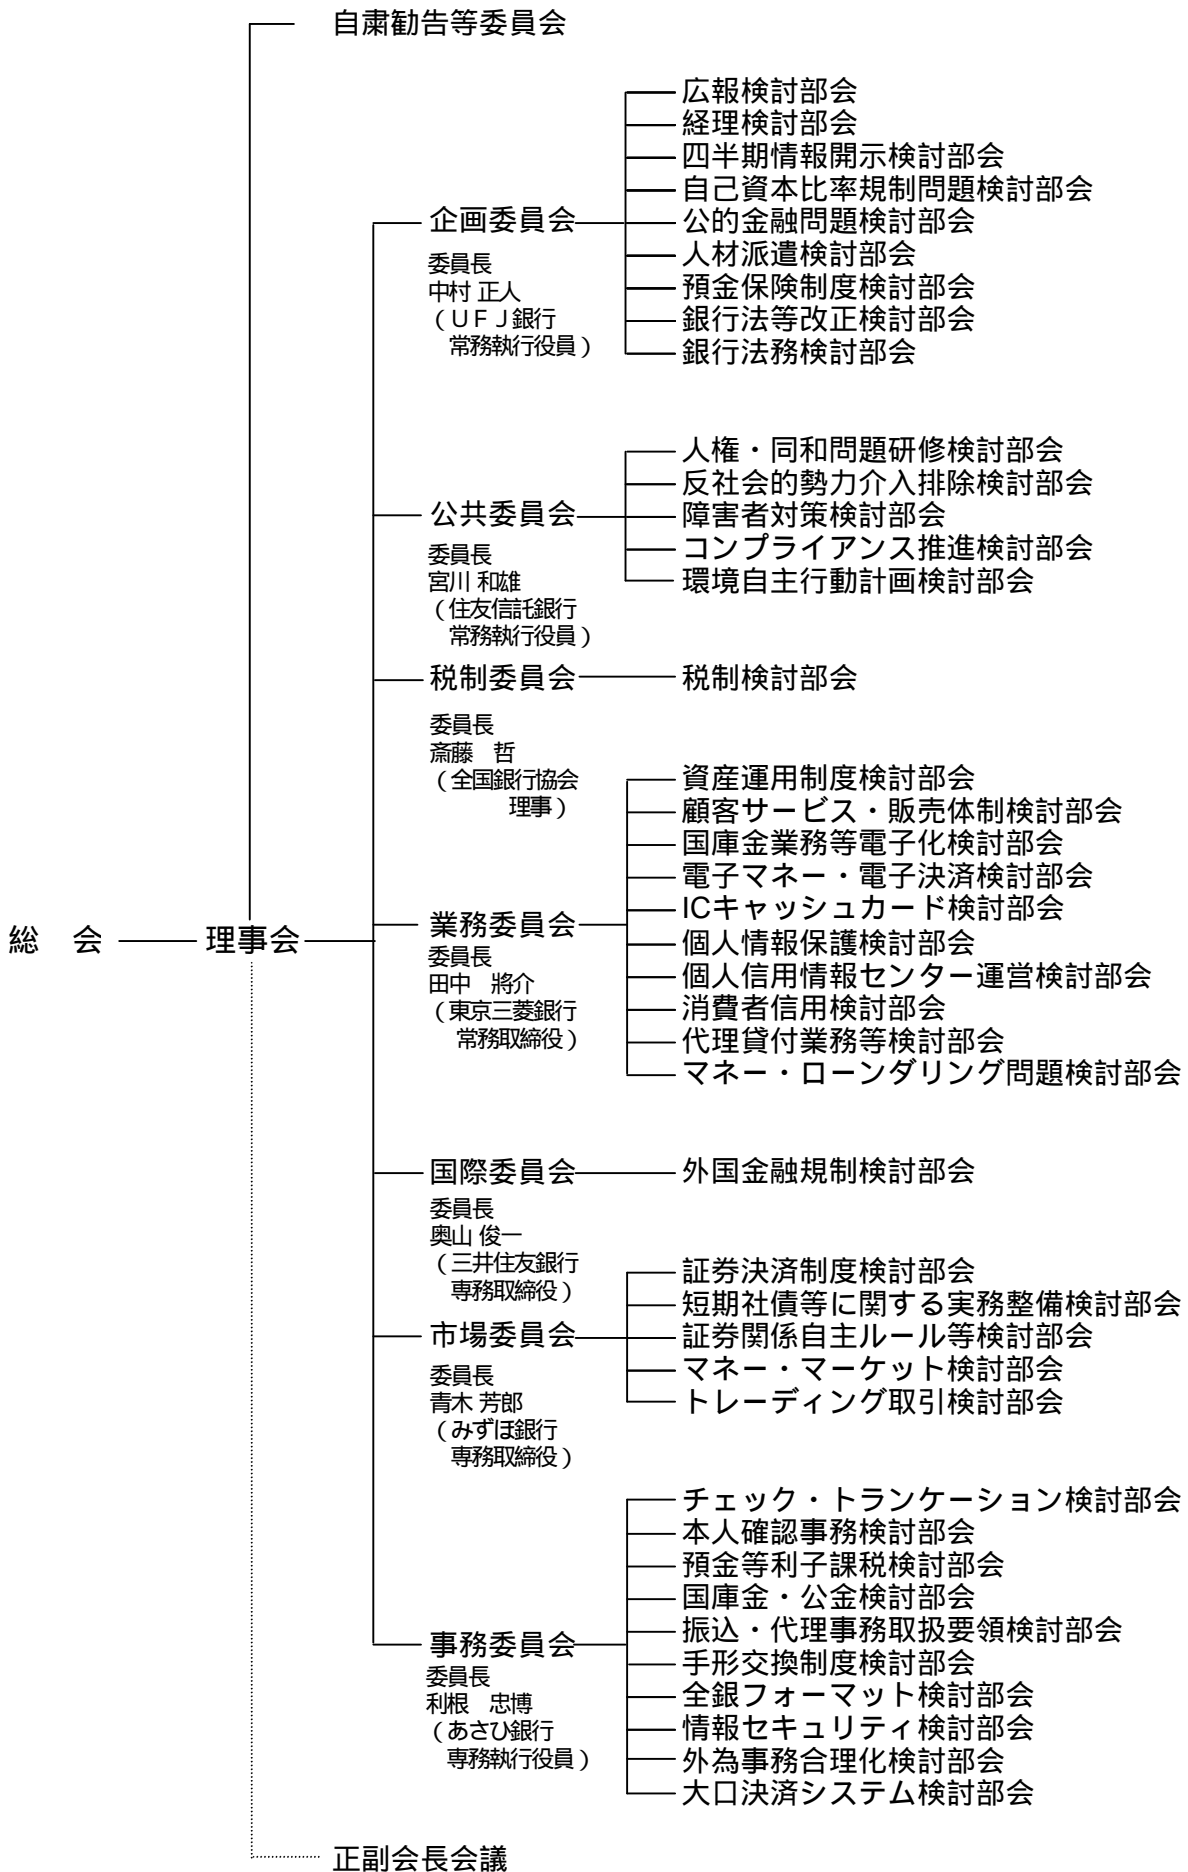 自粛勧告等委員会
総　会
理事会
企画委員会
委員長
中村 正人
（ＵＦＪ銀行
常務執行役員）
広報検討部会
経理検討部会
四半期情報開示検討部会
自己資本比率規制問題検討部会
公的金融問題検討部会
人材派遣検討部会
預金保険制度検討部会
銀行法等改正検討部会
銀行法務検討部会
公共委員会
委員長
宮川 和雄
（住友信託銀行
常務執行役員）
人権・同和問題研修検討部会
反社会的勢力介入排除検討部会
障害者対策検討部会
コンプライアンス推進検討部会
環境自主行動計画検討部会
税制委員会
委員長
斎藤　哲
（全国銀行協会
理事）
税制検討部会
業務委員会
委員長
田中　將介
（東京三菱銀行
常務取締役）
資産運用制度検討部会
顧客サービス・販売体制検討部会
国庫金業務等電子化検討部会
電子マネー・電子決済検討部会
ICキャッシュカード検討部会
個人情報保護検討部会
個人信用情報センター運営検討部会
消費者信用検討部会
代理貸付業務等検討部会
マネー・ローンダリング問題検討部会
国際委員会
委員長
奥山 俊一
（三井住友銀行
専務取締役）
外国金融規制検討部会
市場委員会
委員長
青木 芳郎
（みずほ銀行
専務取締役）
証券決済制度検討部会
短期社債等に関する実務整備検討部会
証券関係自主ルール等検討部会
マネー・マーケット検討部会
トレーディング取引検討部会
事務委員会
委員長
利根　忠博
（あさひ銀行
専務執行役員）
チェック・トランケーション検討部会
本人確認事務検討部会
預金等利子課税検討部会
国庫金・公金検討部会
振込・代理事務取扱要領検討部会
手形交換制度検討部会
全銀フォーマット検討部会
情報セキュリティ検討部会
外為事務合理化検討部会
大口決済システム検討部会
正副会長会議